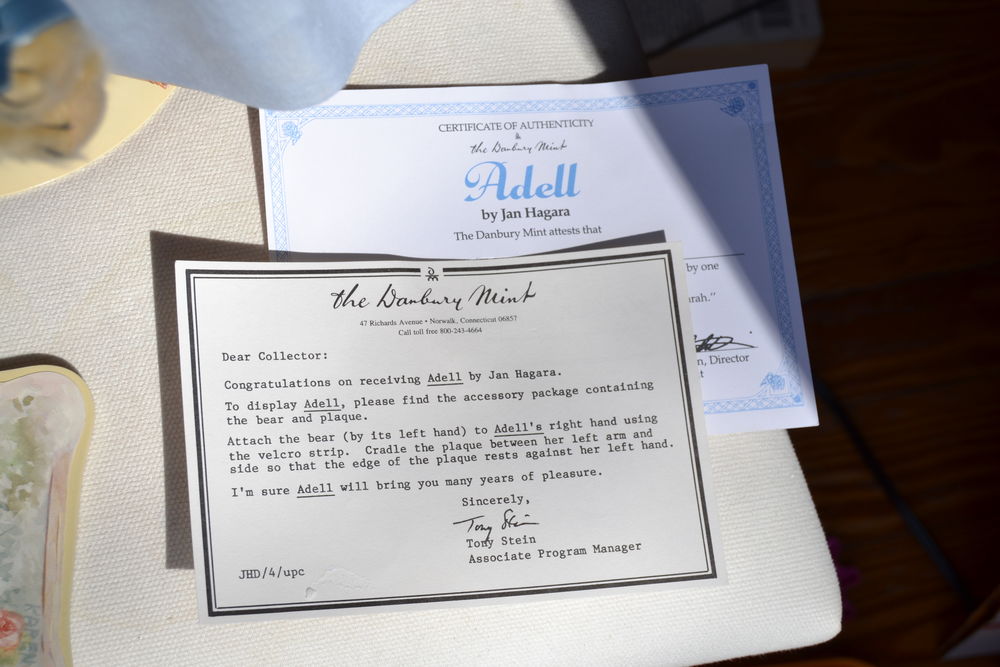 CERTIFICATE OF AUTHENTICITY
&
the Danbury Mint
Adell
by Jan Hagara
The Danbury Mint attests that
by one
arah."
n, Director
t
the Danbury Mint
47 Richards Avenue • Norwalk, Connecticut 06857
Call toll free 800-243-4664
Dear Collector:
Congratulations on receiving Adell by Jan Hagara.
To display Adell, please find the accessory package containing
the bear and plaque.
Attach the bear (by its left hand) to Adell's right hand using
the velcro strip. Cradle the plaque between her left arm and
side so that the edge of the plaque rests against her left hand.
I'm sure Adell will bring you many years of pleasure.
Sincerely,
Tony Stein
Tony Stein
Associate Program Manager
JHD/4/upc
KAREN